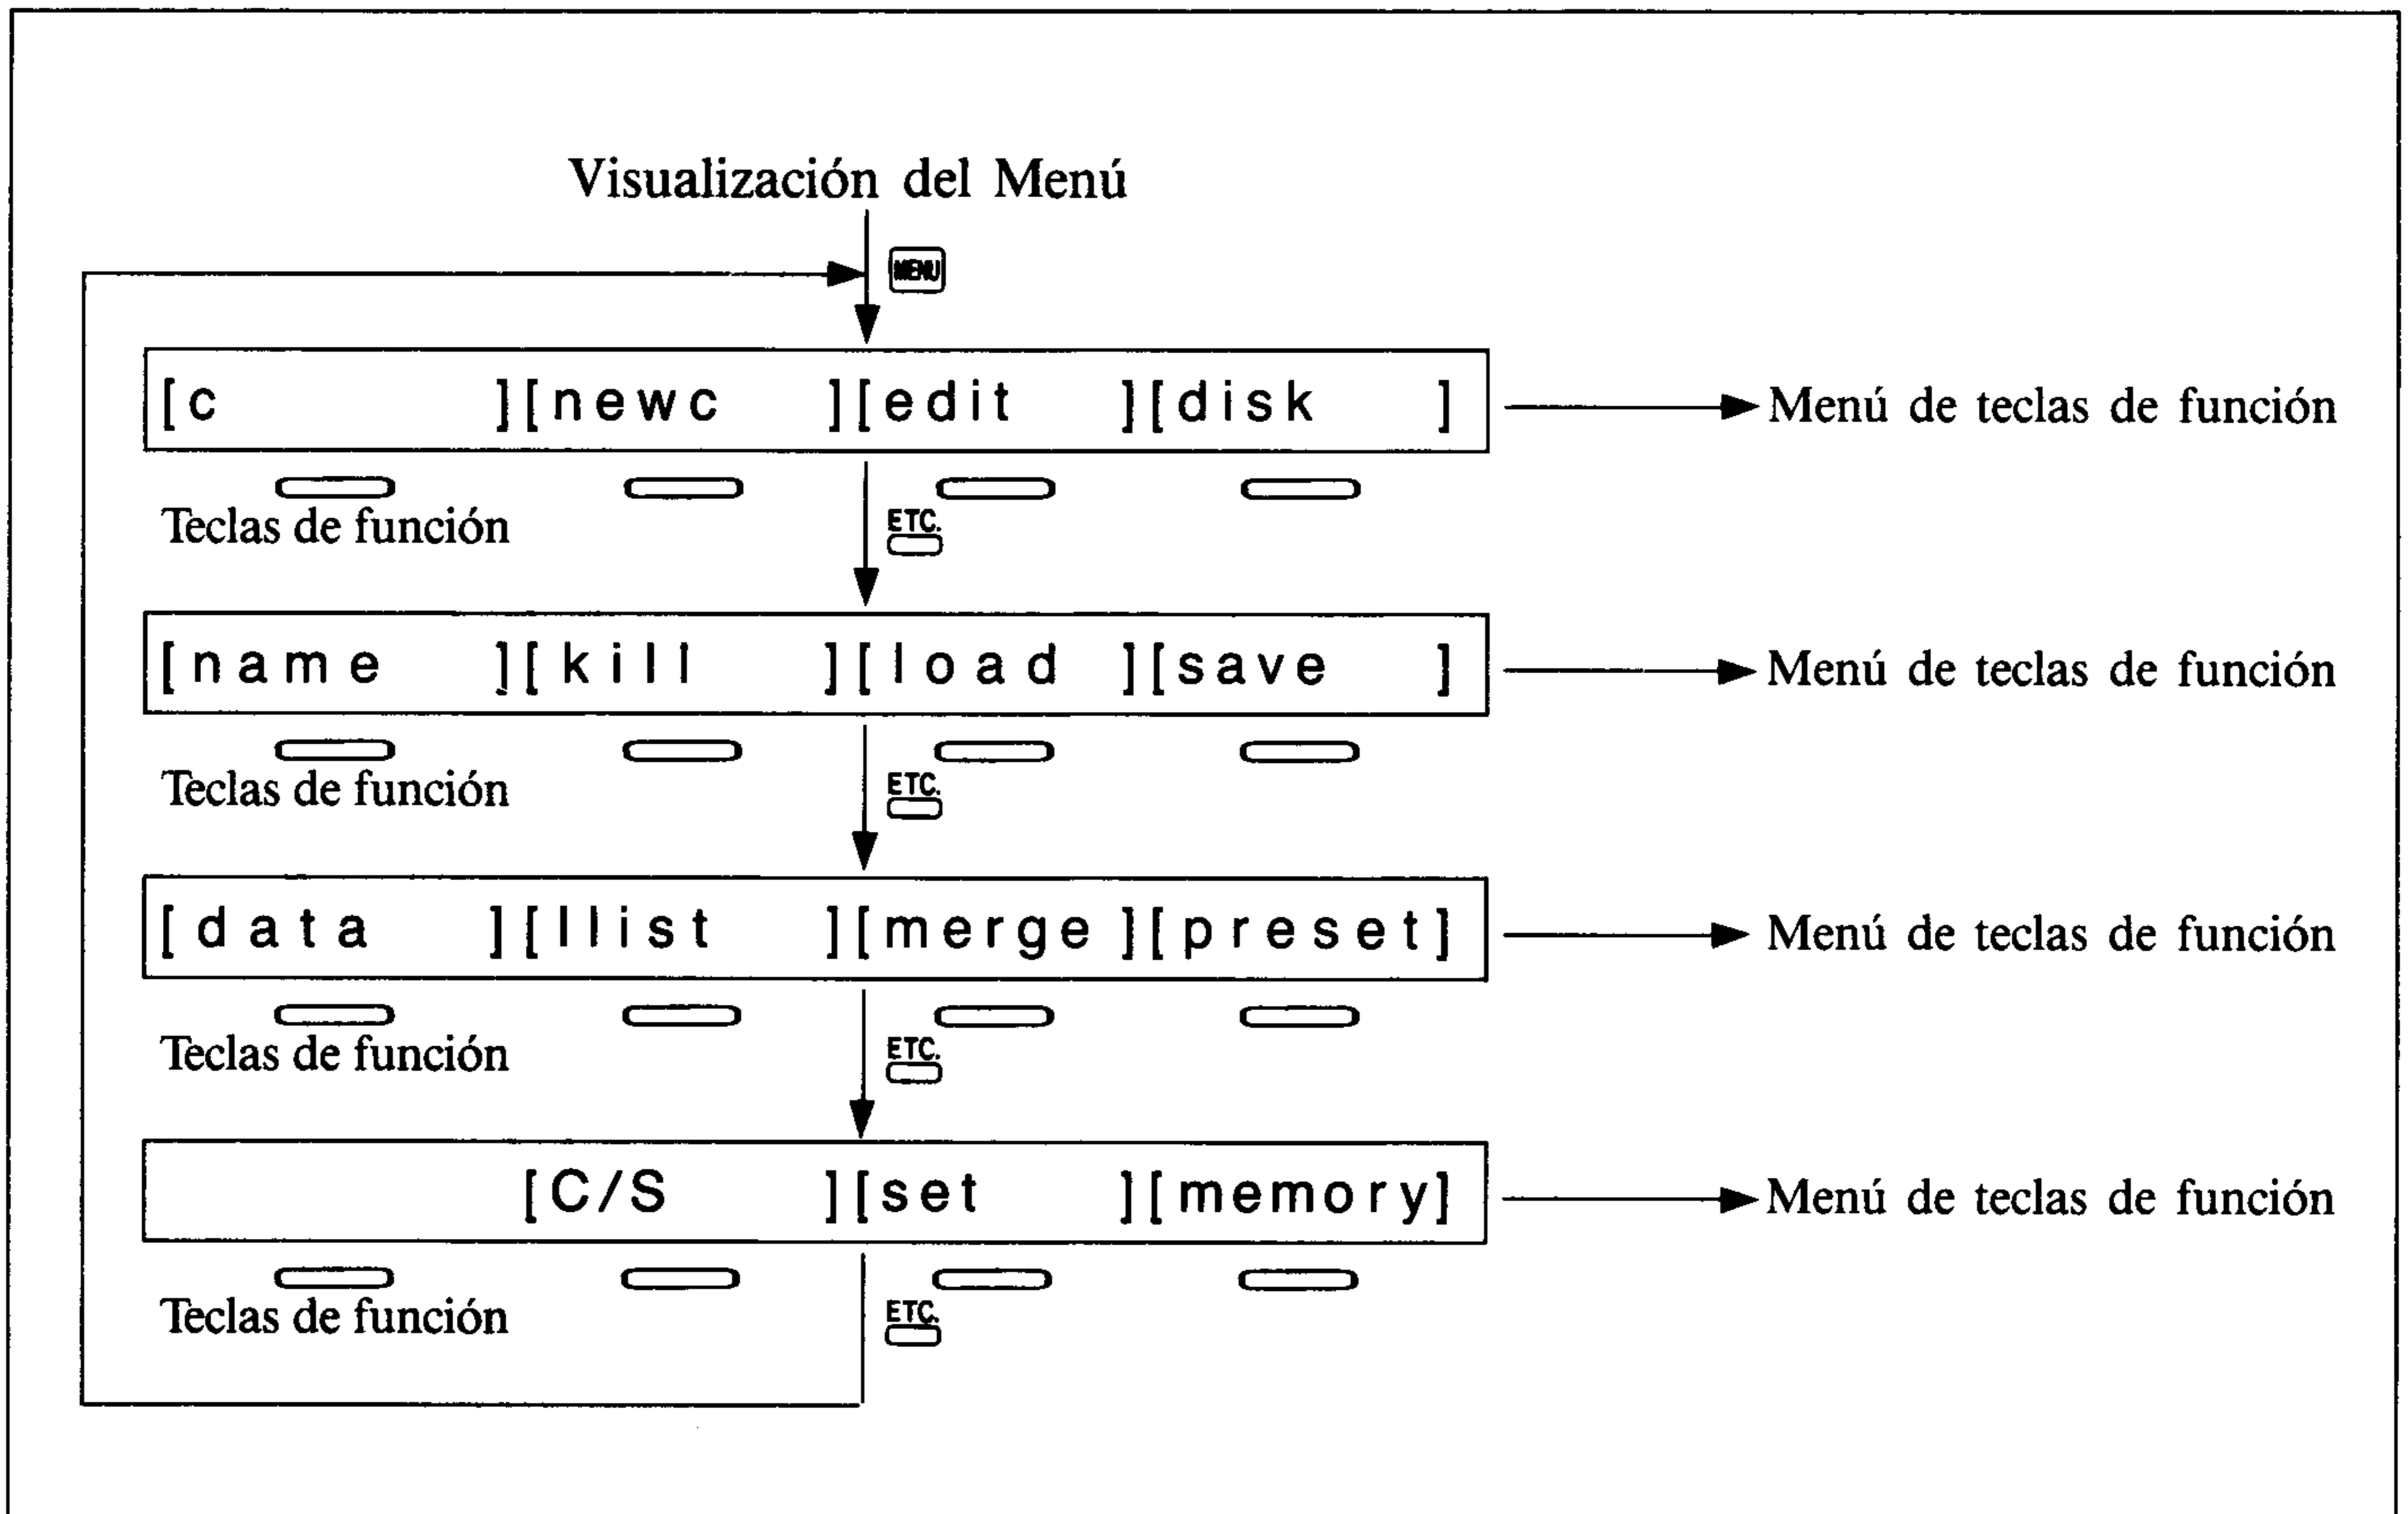 Visualización del Menú
MENU
[c ][newc ][edit ][disk ] Menú de teclas de función
Teclas de función
ETC.
[name ][kill ][load ][save ] Menú de teclas de función
Teclas de función
ETC.
[data ][llist ][merge][preset] Menú de teclas de función
Teclas de función
ETC.
[C/S ][set ][memory] Menú de teclas de función
Teclas de función
ETC.